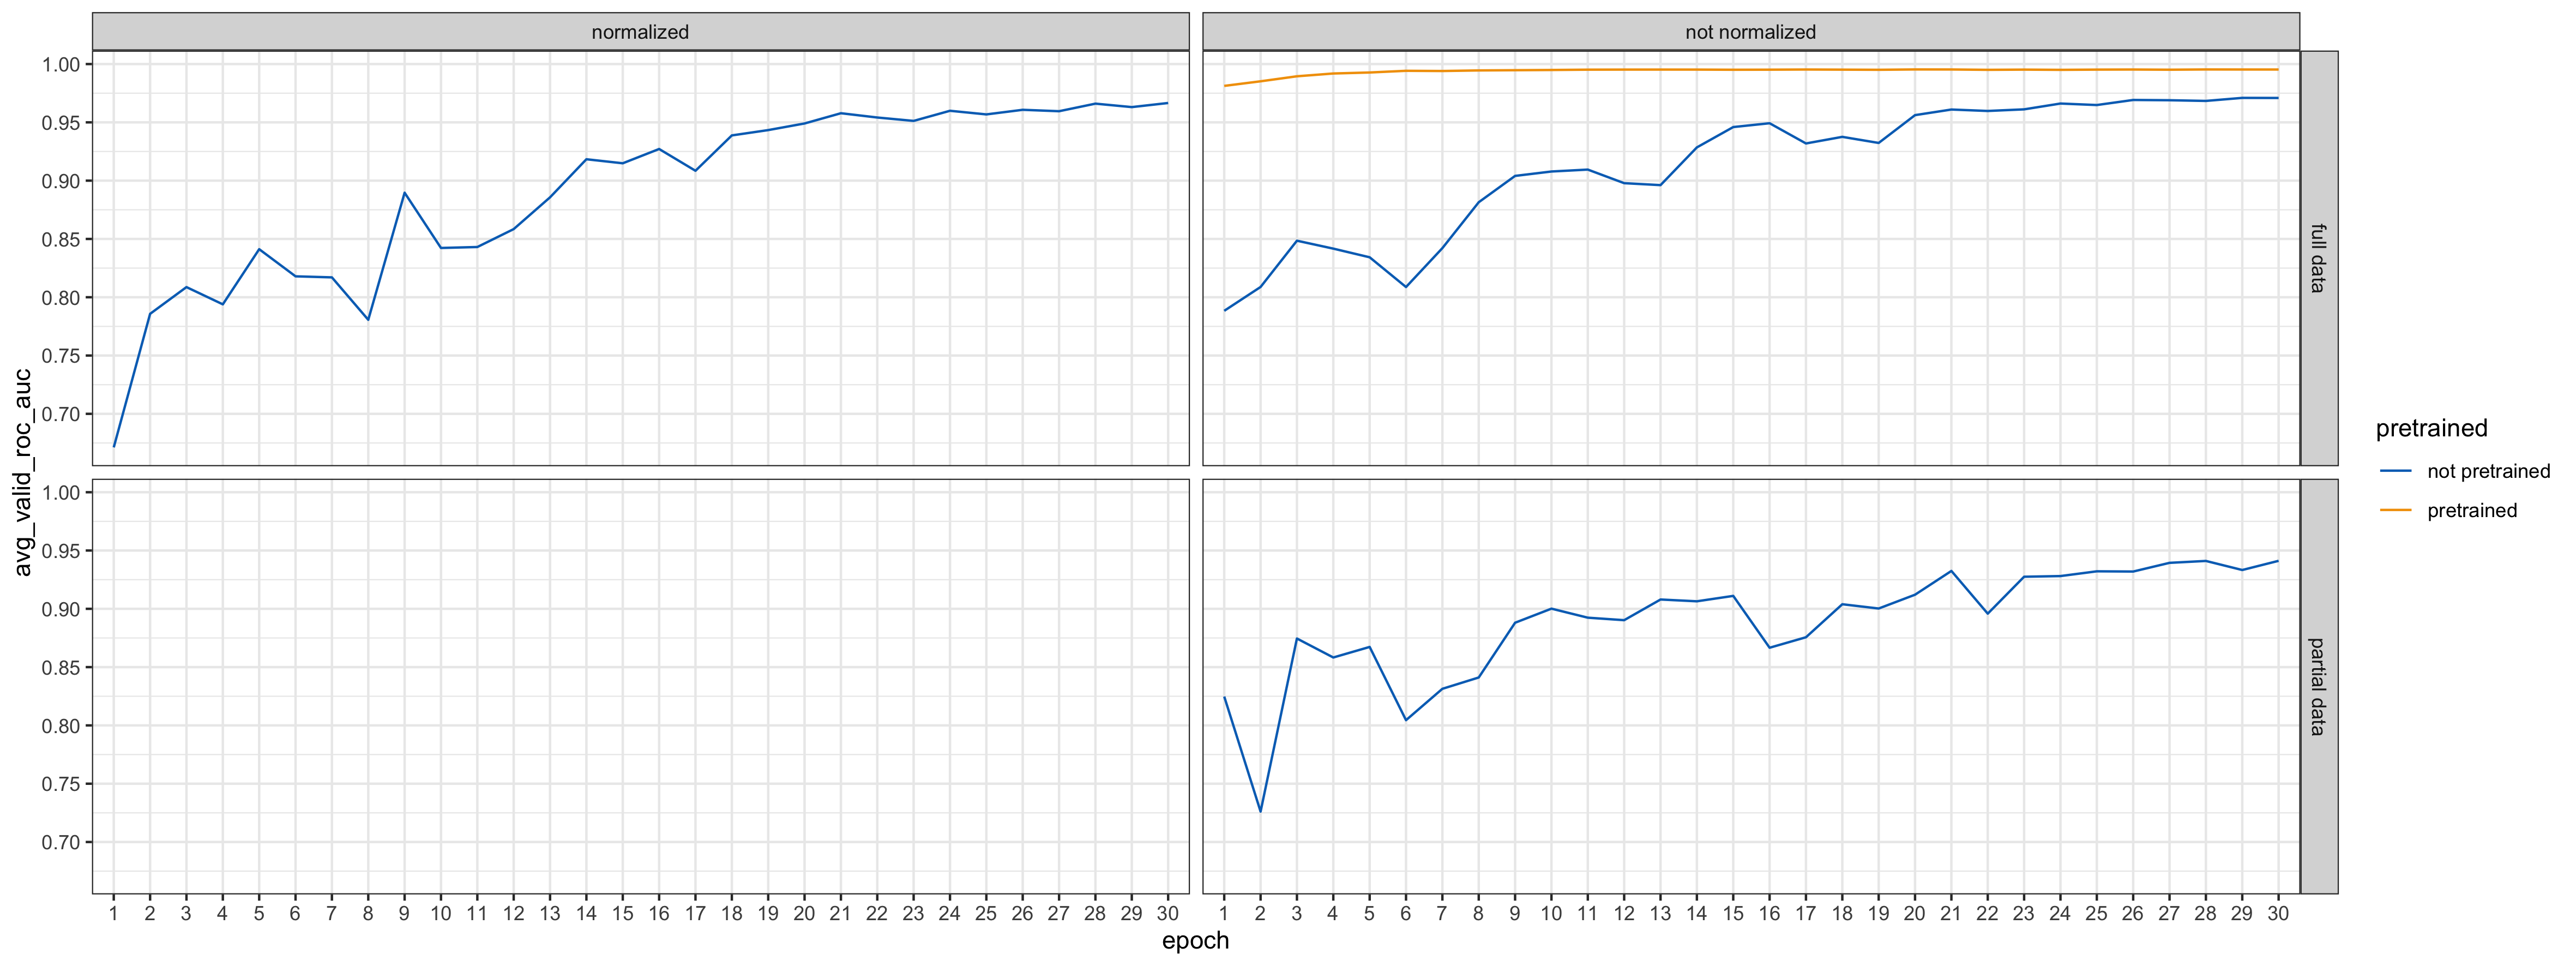 normalized
not normalized
1.00
0.95
0.90
0.85
0.80
0.75
0.70
full data
1.00
0.95
0.90
0.85
0.80
0.75
0.70
partial data
avg_valid_roc_auc
1 2 3 4 5 6 7 8 9 10 11 12 13 14 15 16 17 18 19 20 21 22 23 24 25 26 27 28 29 30
1 2 3 4 5 6 7 8 9 10 11 12 13 14 15 16 17 18 19 20 21 22 23 24 25 26 27 28 29 30
epoch
pretrained
not pretrained
pretrained